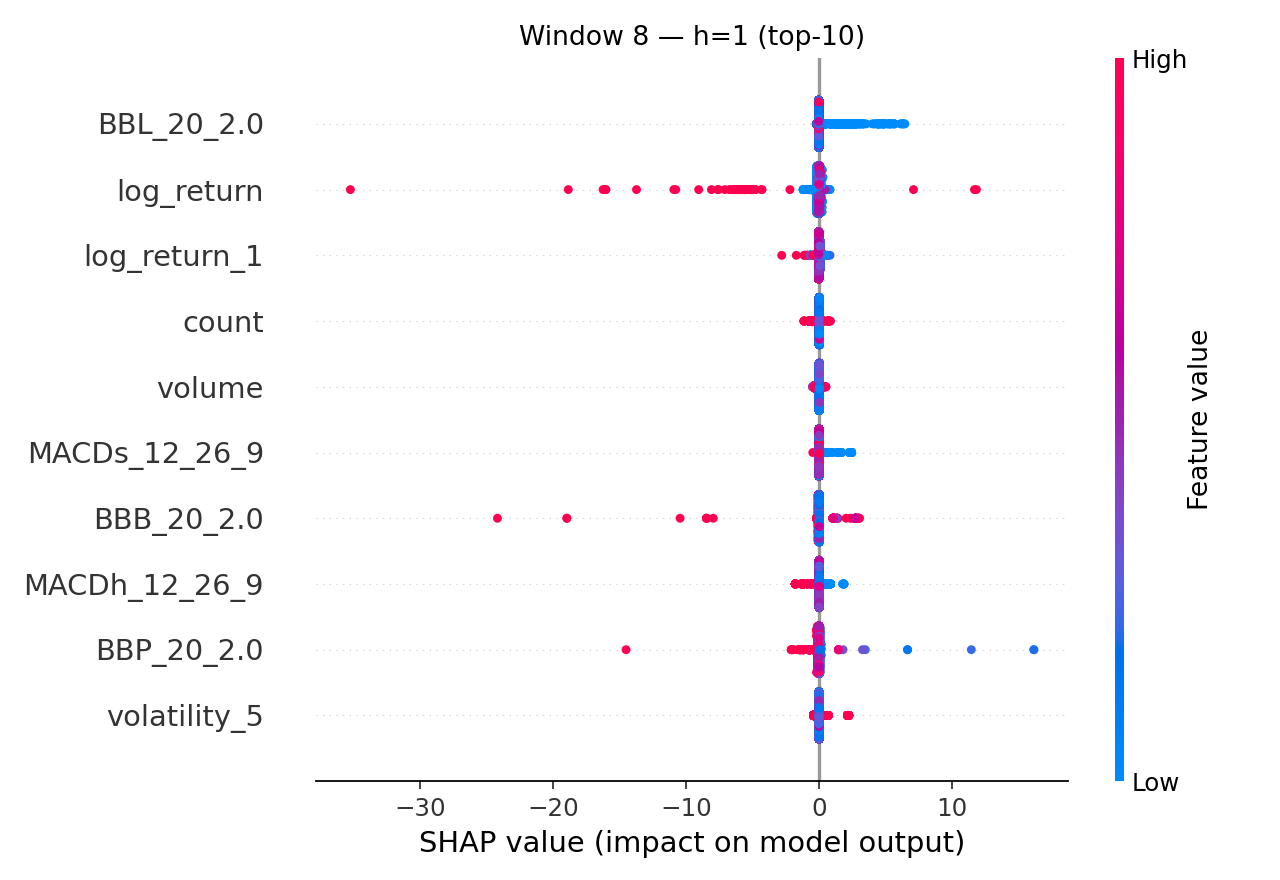 Window 8 — h=1 (top-10)
High
BBL_20_2.0
log_return
log_return_1
count
volume
MACDs_12_26_9
BBB_20_2.0
MACDh_12_26_9
BBP_20_2.0
volatility_5
Feature value
Low
−30 −20 −10 0 10
SHAP value (impact on model output)